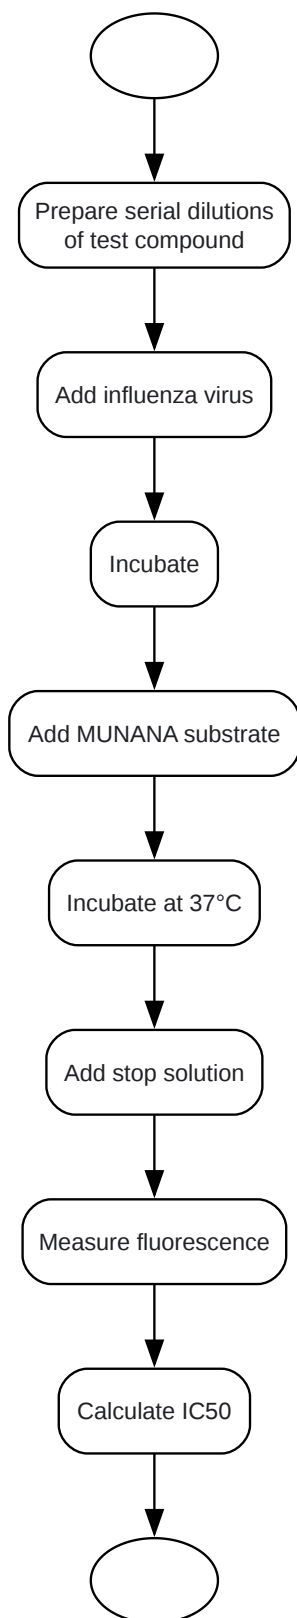 Prepare serial dilutions
of test compound
Add influenza virus
Incubate
Add MUNANA substrate
Incubate at 37°C
Add stop solution
Measure fluorescence
Calculate IC50